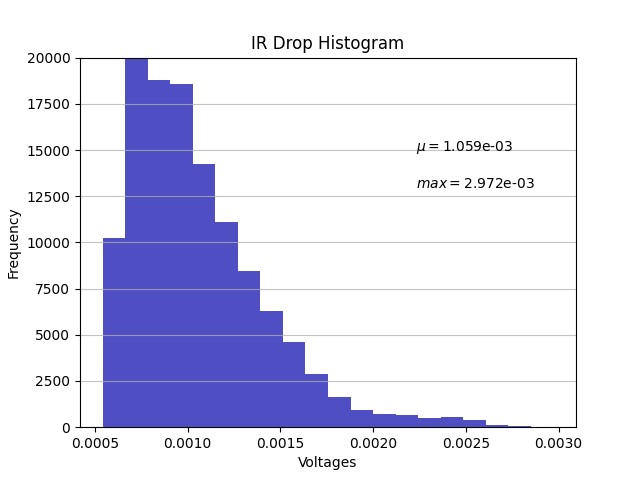 IR Drop Histogram
20000
17500
15000
12500
10000
7500
5000
2500
0
Frequency
μ = 1.059e-03
max = 2.972e-03
0.0005 0.0010 0.0015 0.0020 0.0025 0.0030
Voltages